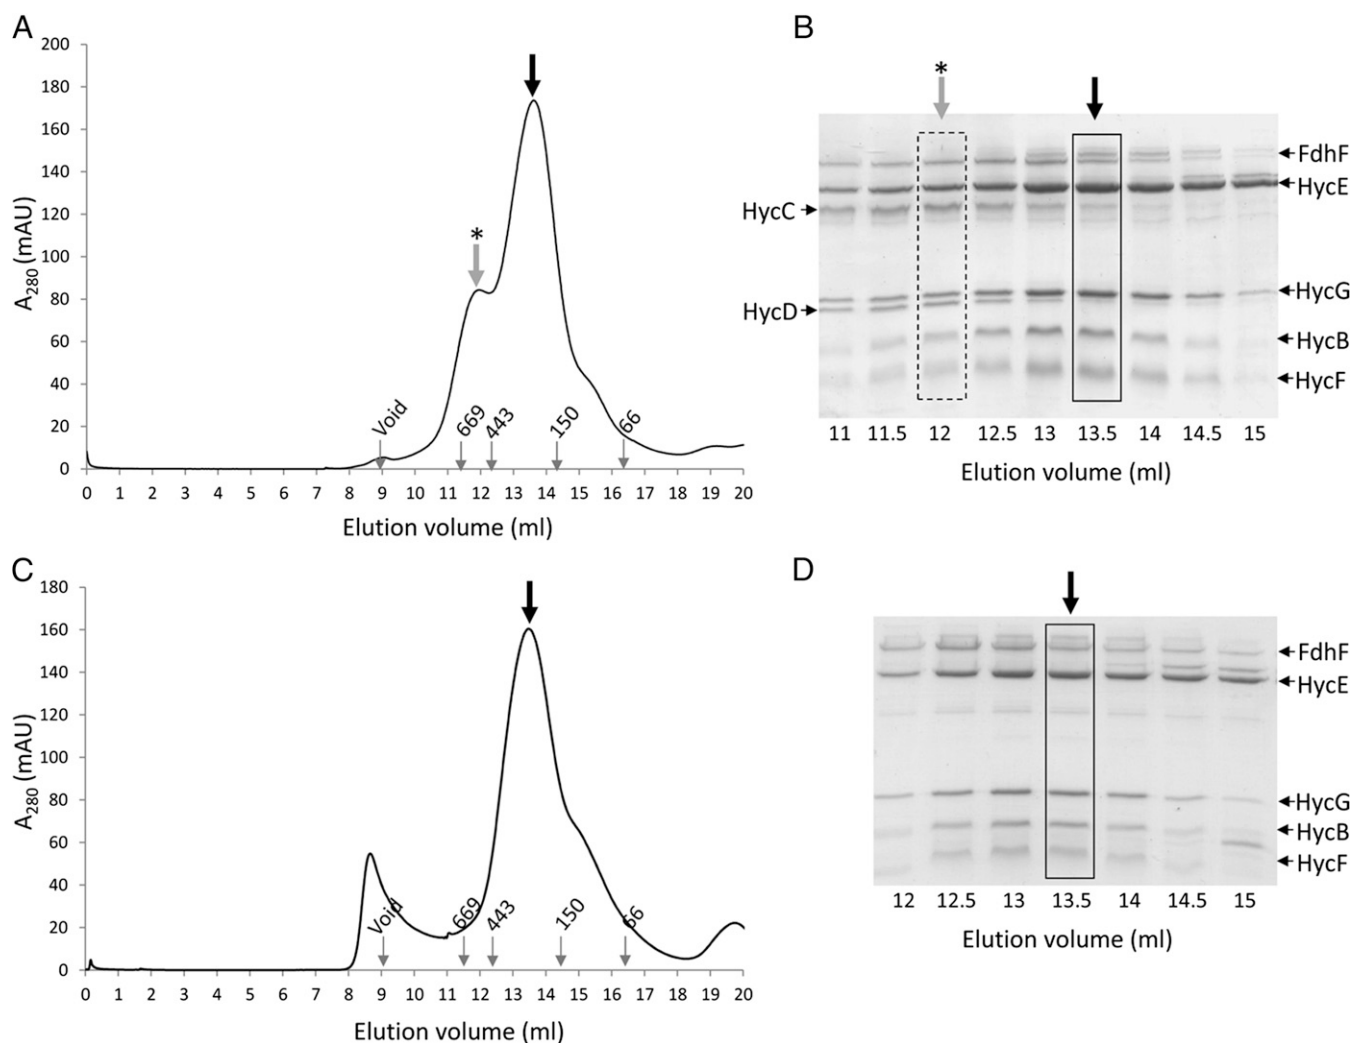 A
200
180
160
140
120
100
80
60
40
20
0
A280 (mAU)
*
Void
669
443
150
66
0 1 2 3 4 5 6 7 8 9 10 11 12 13 14 15 16 17 18 19 20
Elution volume (ml)
B
*
FdhF
HycE
HycC
HycG
HycD
HycB
HycF
11 11.5 12 12.5 13 13.5 14 14.5 15
Elution volume (ml)
C
180
160
140
120
100
80
60
40
20
0
A280 (mAU)
Void
669
443
150
66
0 1 2 3 4 5 6 7 8 9 10 11 12 13 14 15 16 17 18 19 20
Elution volume (ml)
D
FdhF
HycE
HycG
HycB
HycF
12 12.5 13 13.5 14 14.5 15
Elution volume (ml)